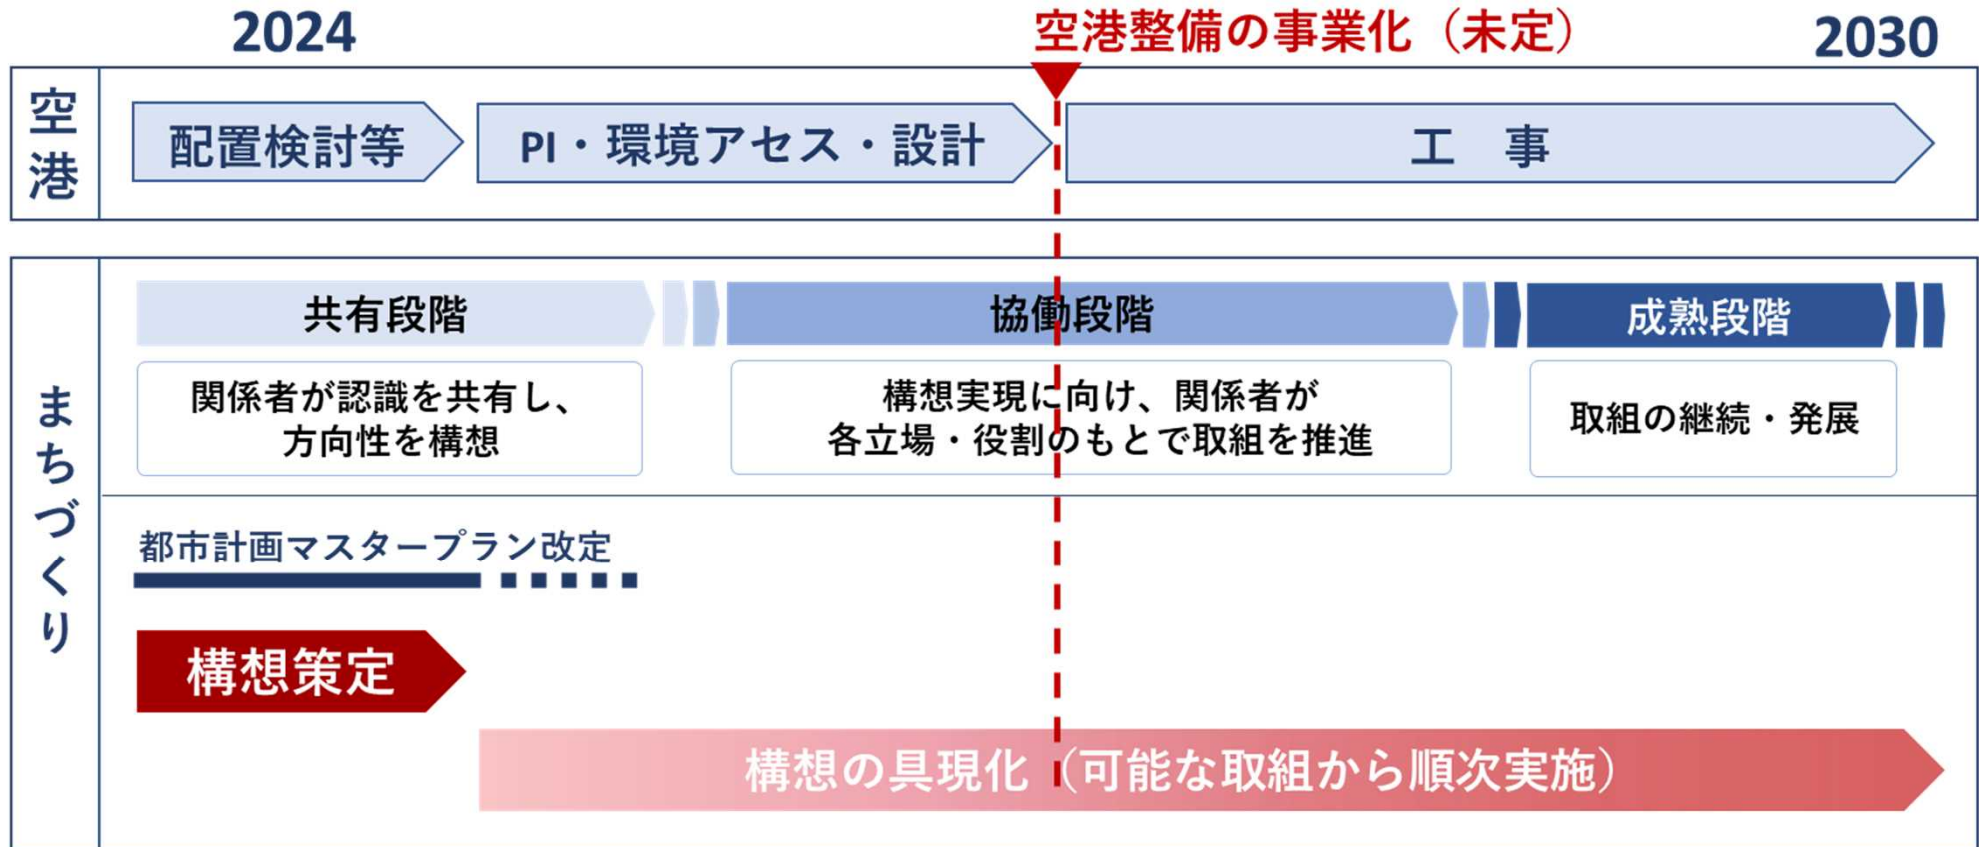 2024
空港整備の事業化（未定）
2030
空港
配置検討等
PI・環境アセス・設計
工　事
まちづくり
共有段階
協働段階
成熟段階
関係者が認識を共有し、
方向性を構想
構想実現に向け、関係者が
各立場・役割のもとで取組を推進
取組の継続・発展
都市計画マスタープラン改定
構想策定
構想の具現化（可能な取組から順次実施）